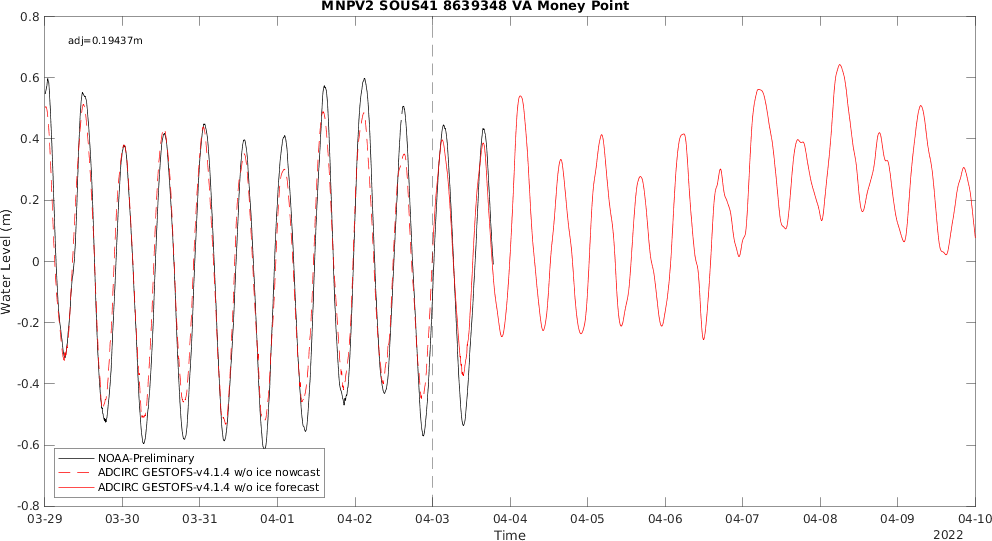 MNPV2 SOUS41 8639348 VA Money Point
adj=0.19437m
0.8
0.6
0.4
0.2
0
-0.2
-0.4
-0.6
-0.8
Water Level (m)
NOAA-Preliminary
ADCIRC GESTOFS-v4.1.4 w/o ice nowcast
ADCIRC GESTOFS-v4.1.4 w/o ice forecast
03-29 03-30 03-31 04-01 04-02 04-03 04-04 04-05 04-06 04-07 04-08 04-09 04-10
Time
2022